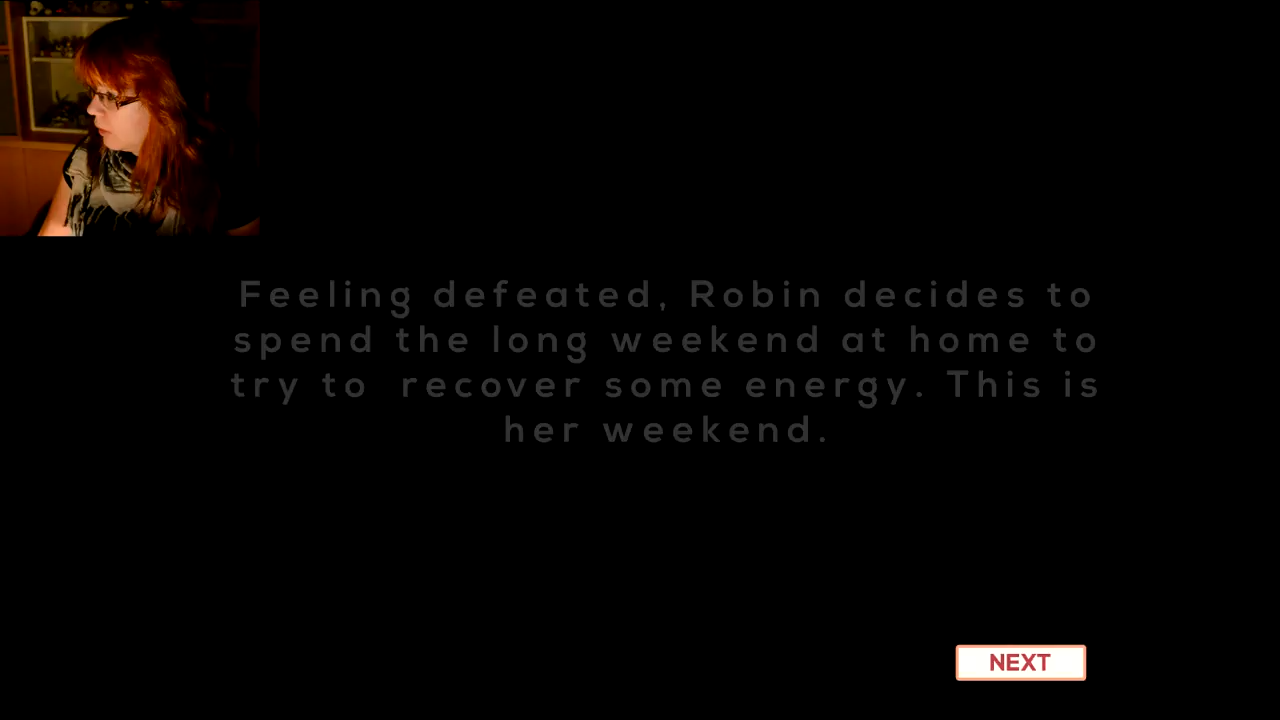 Feeling defeated, Robin decides to
spend the long weekend at home to
try to recover some energy. This is
her weekend.
NEXT